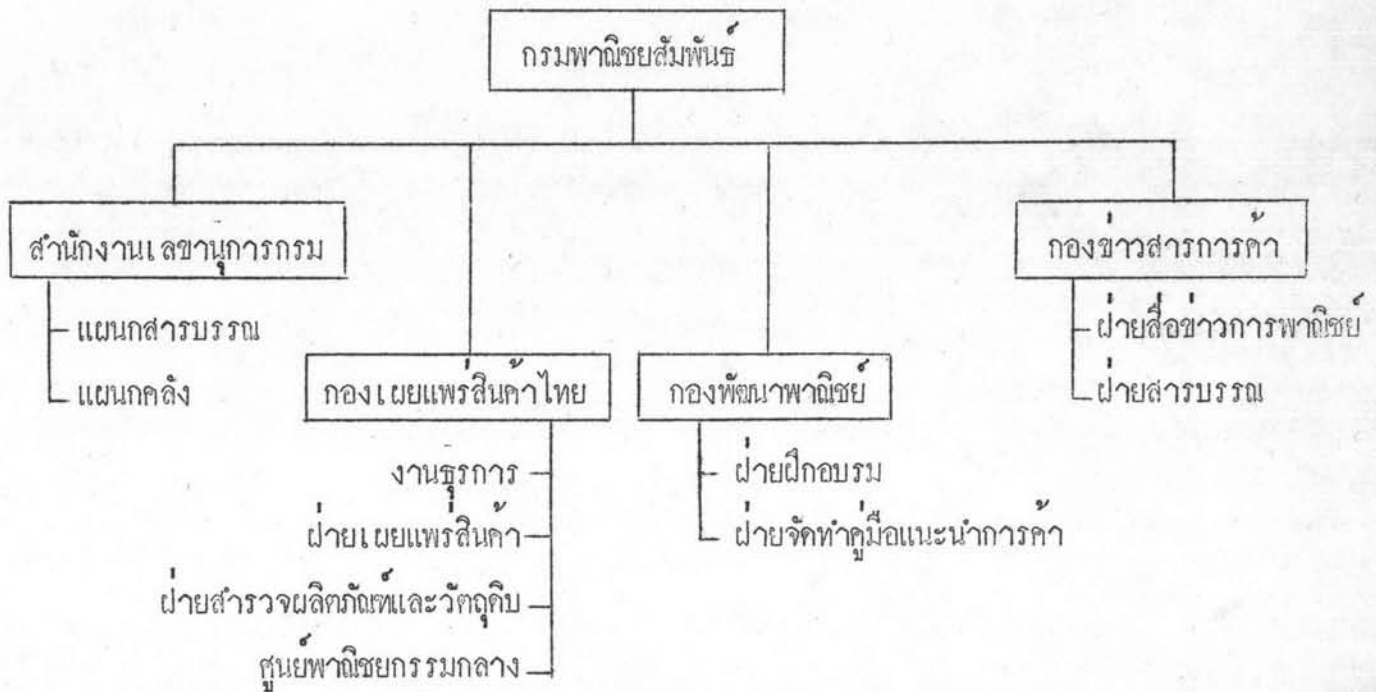 กรมพาณิชยสัมพันธ์
สำนักงานเลขานุการกรม
แผนกสารบรรณ
แผนกคลัง
กองเผยแพร่สินค้าไทย
งานธุรการ
ฝ่ายเผยแพร่สินค้า
ฝ่ายสำรวจผลิตภัณฑ์และวัตถุดิบ
ศูนย์พาณิชยกรรมกลาง
กองพัฒนาพาณิชย์
ฝ่ายฝึกอบรม
ฝ่ายจัดทำคู่มือแนะนำการค้า
กองข่าวสารการค้า
ฝ่ายสื่อข่าวการพาณิชย์
ฝ่ายสารบรรณ